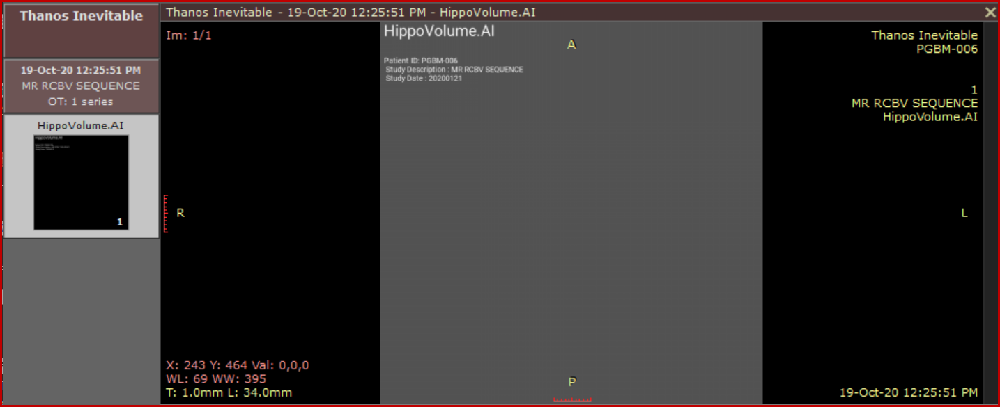 Thanos Inevitable
19-Oct-20 12:25:51 PM
MR RCBV SEQUENCE
OT: 1 series
HippoVolume.AI
1
Thanos Inevitable - 19-Oct-20 12:25:51 PM - HippoVolume.AI
Im: 1/1
HippoVolume.AI
A
Patient ID: PGBM-006
Study Description : MR RCBV SEQUENCE
Study Date : 20200121
Thanos Inevitable
PGBM-006
1
MR RCBV SEQUENCE
HippoVolume.AI
R
L
X: 243 Y: 464 Val: 0,0,0
WL: 69 WW: 395
T: 1.0mm L: 34.0mm
P
19-Oct-20 12:25:51 PM